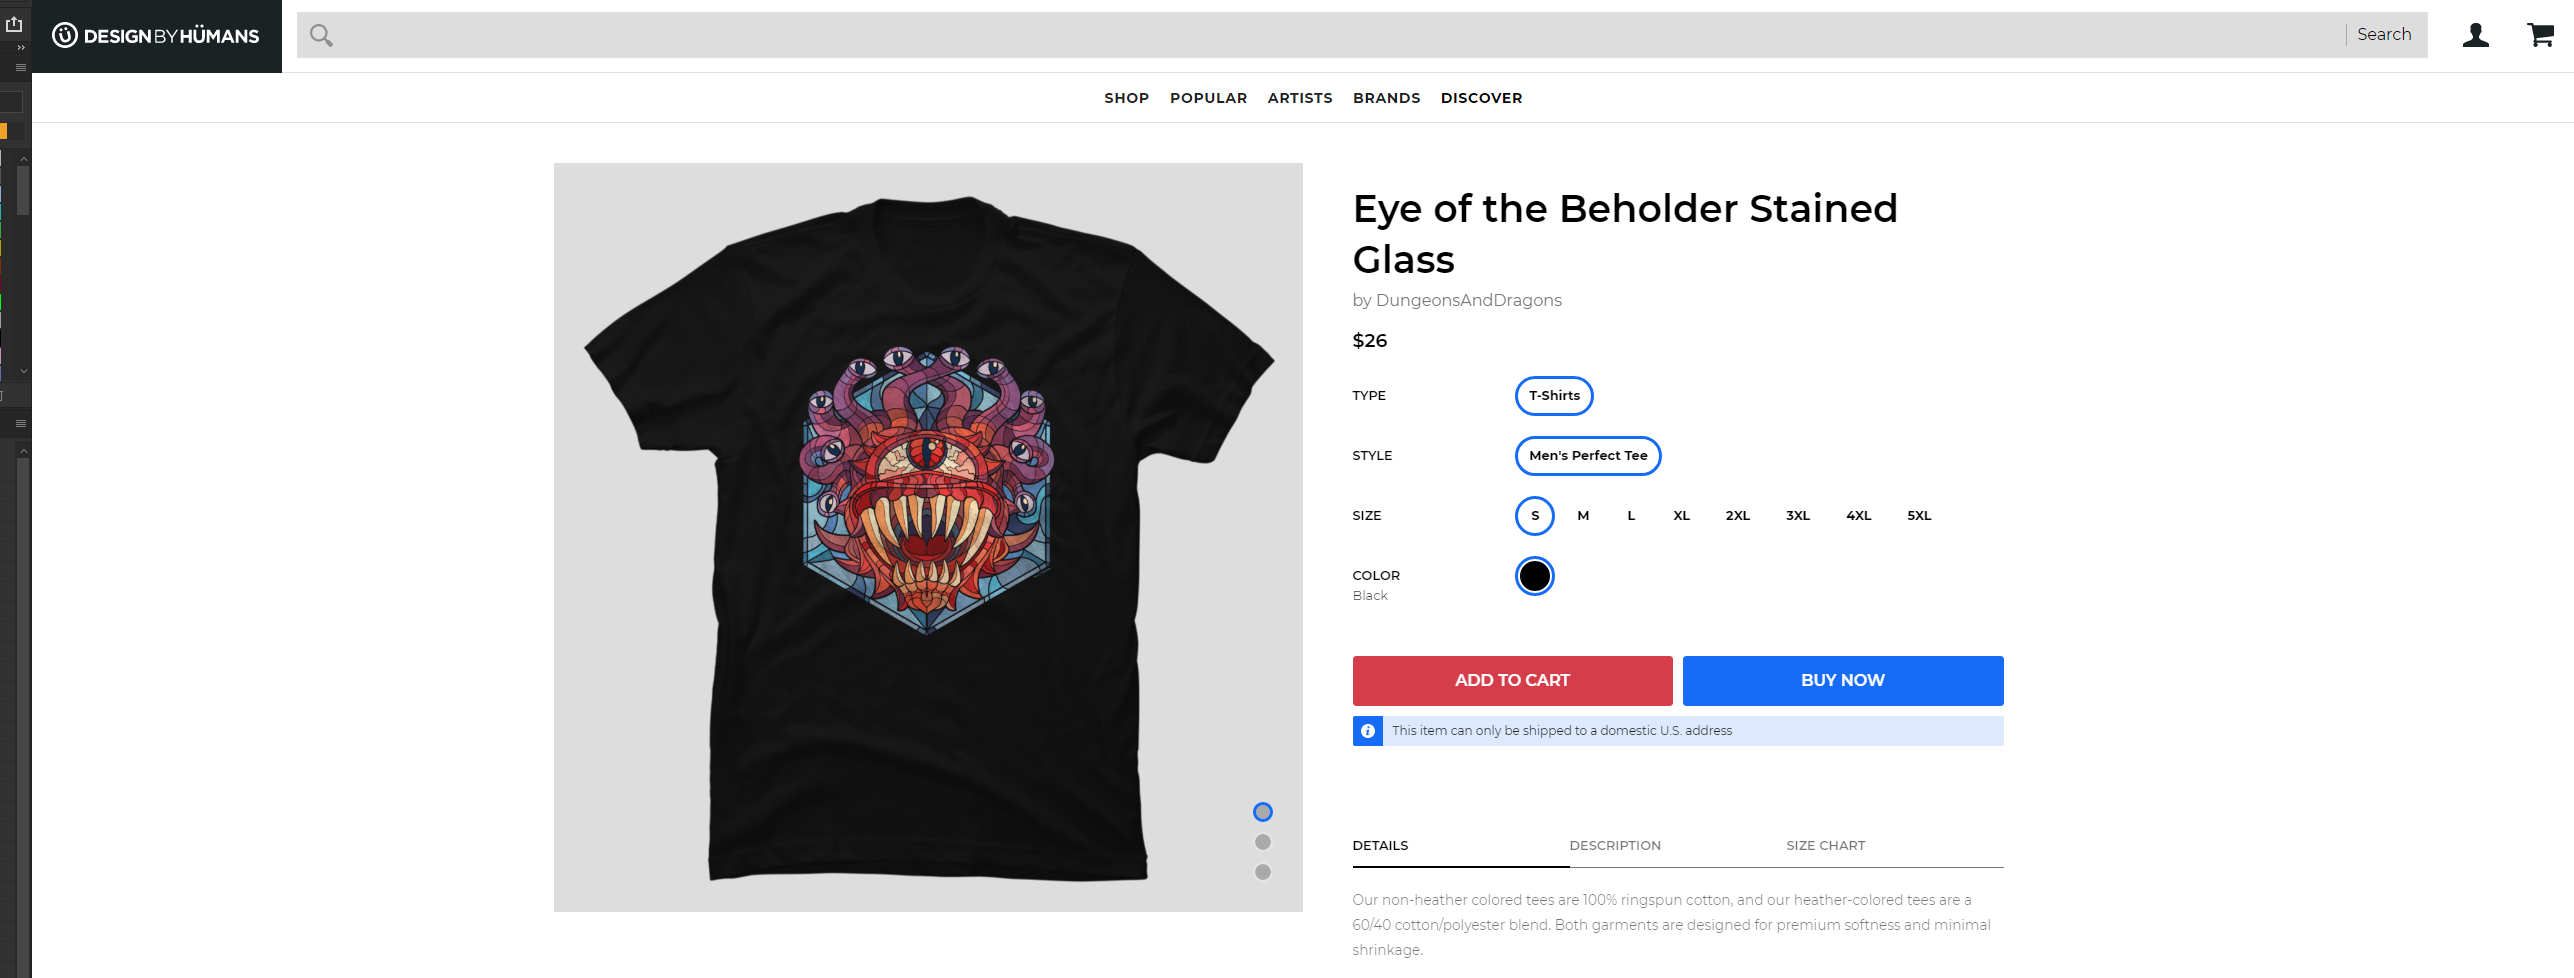 DESIGNBYHÜMANS
Search
SHOP POPULAR ARTISTS BRANDS DISCOVER
Eye of the Beholder Stained
Glass
by DungeonsAndDragons
$26
TYPE T-Shirts
STYLE Men's Perfect Tee
SIZE S M L XL 2XL 3XL 4XL 5XL
COLOR
Black
ADD TO CART BUY NOW
This item can only be shipped to a domestic U.S. address
DETAILS DESCRIPTION SIZE CHART
Our non-heather colored tees are 100% ringspun cotton, and our heather-colored tees are a
60/40 cotton/polyester blend. Both garments are designed for premium softness and minimal
shrinkage.